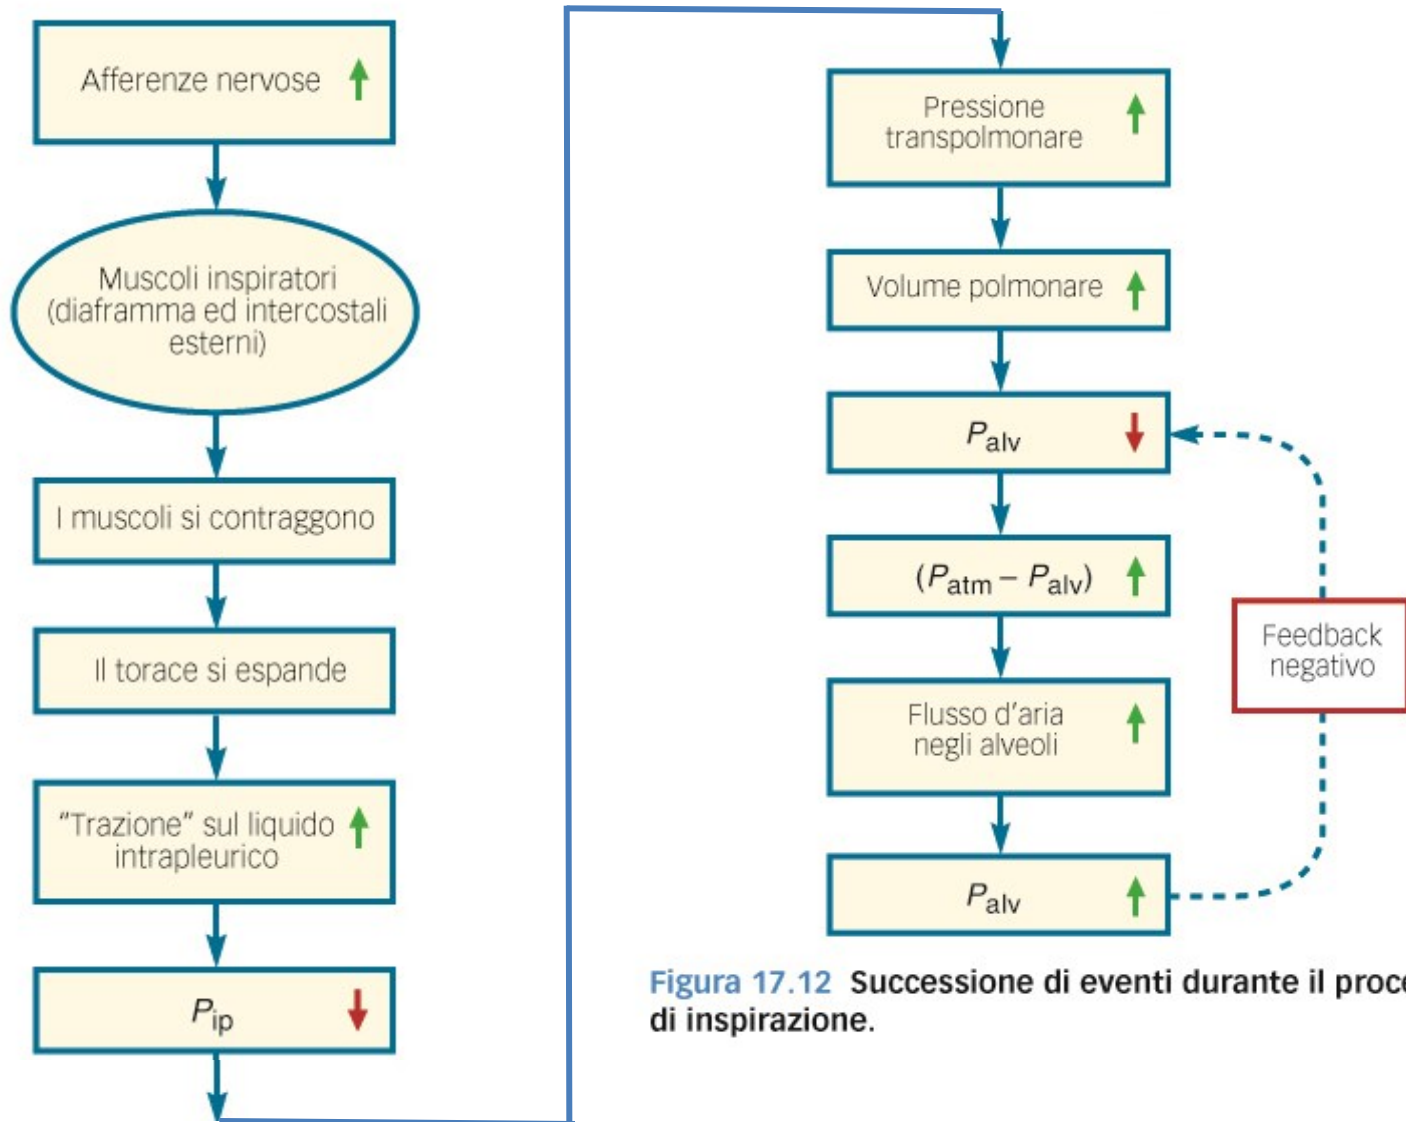 Afferenze nervose
Muscoli inspiratori
(diaframma ed intercostali
esterni)
I muscoli si contraggono
Il torace si espande
“Trazione” sul liquido
intrapleurico
Pip
Pressione
transpolmonare
Volume polmonare
Palv
(Patm – Palv)
Flusso d’aria
negli alveoli
Palv
Feedback
negativo
Figura 17.12 Successione di eventi durante il
di inspirazione.